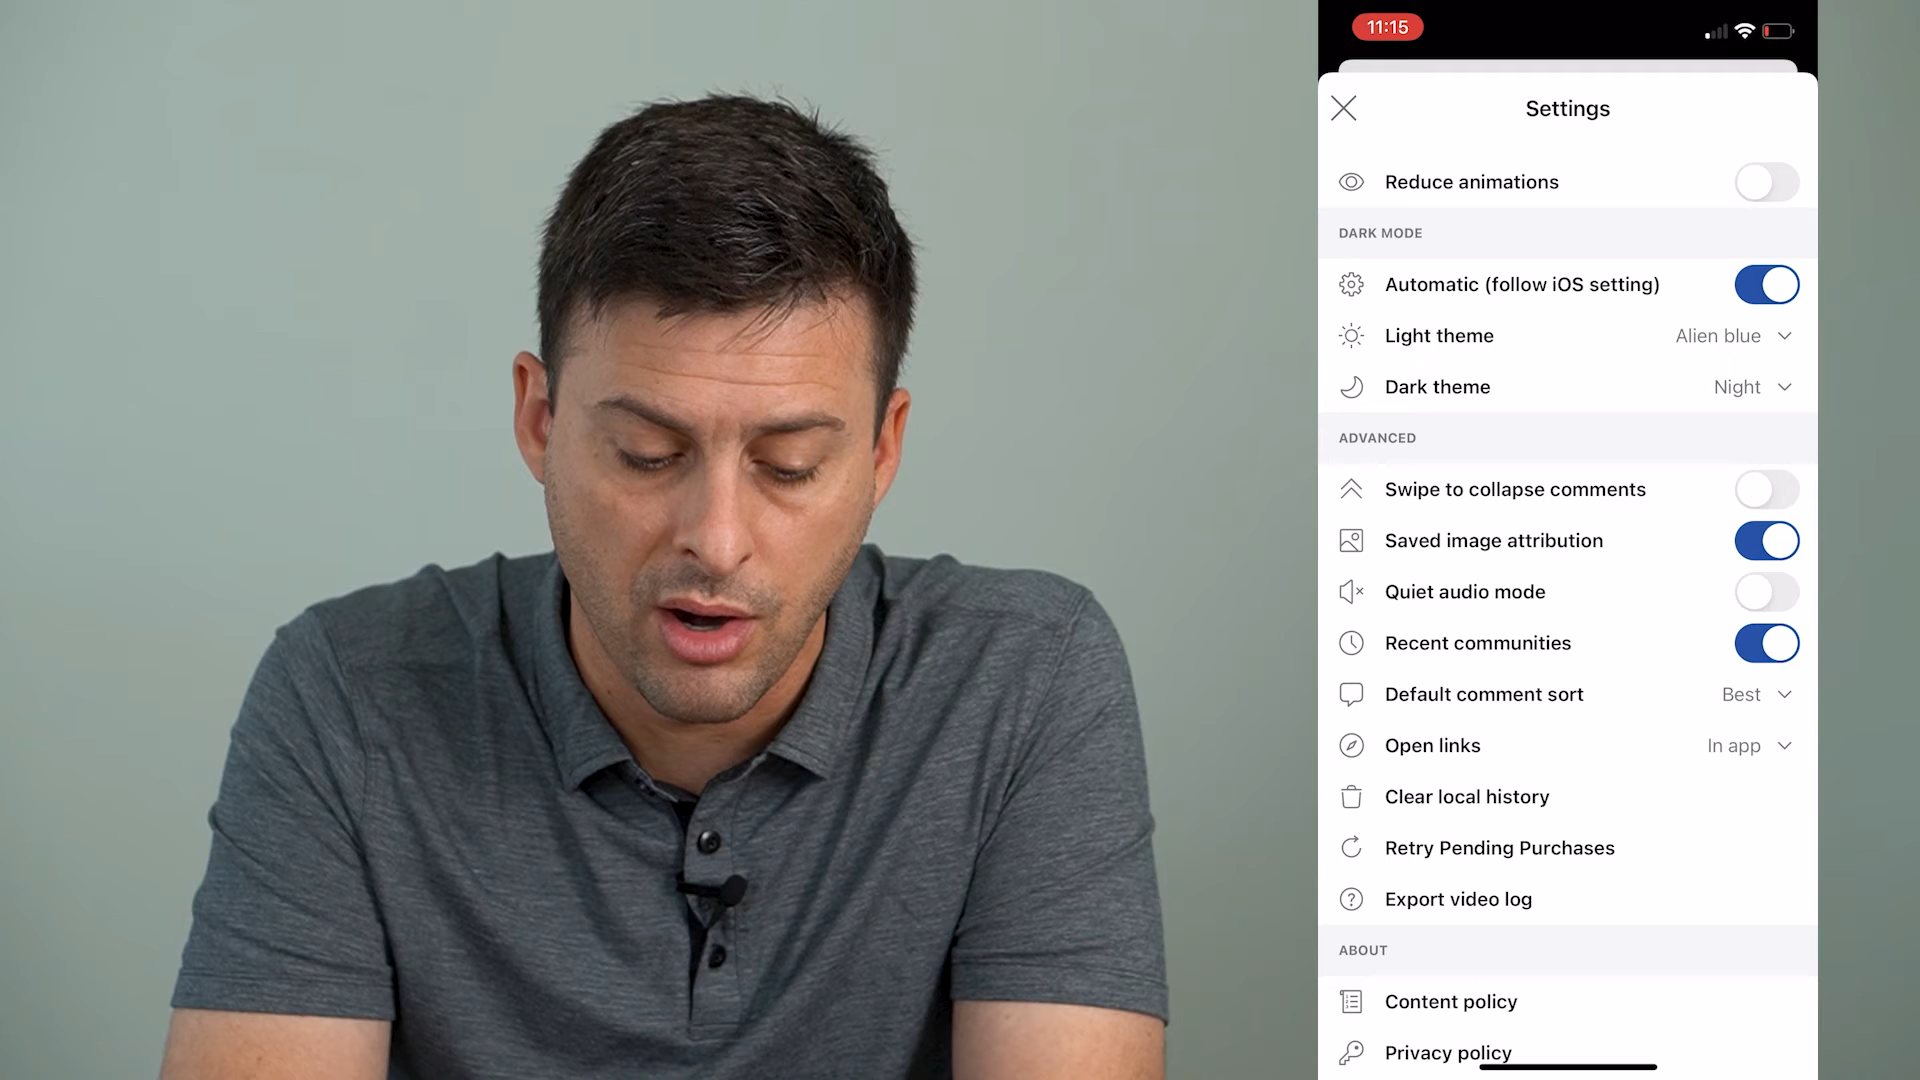 11:15
Settings
Reduce animations
DARK MODE
Automatic (follow iOS setting)
Light theme Alien blue
Dark theme Night
ADVANCED
Swipe to collapse comments
Saved image attribution
Quiet audio mode
Recent communities
Default comment sort Best
Open links In app
Clear local history
Retry Pending Purchases
Export video log
ABOUT
Content policy
Privacy policy